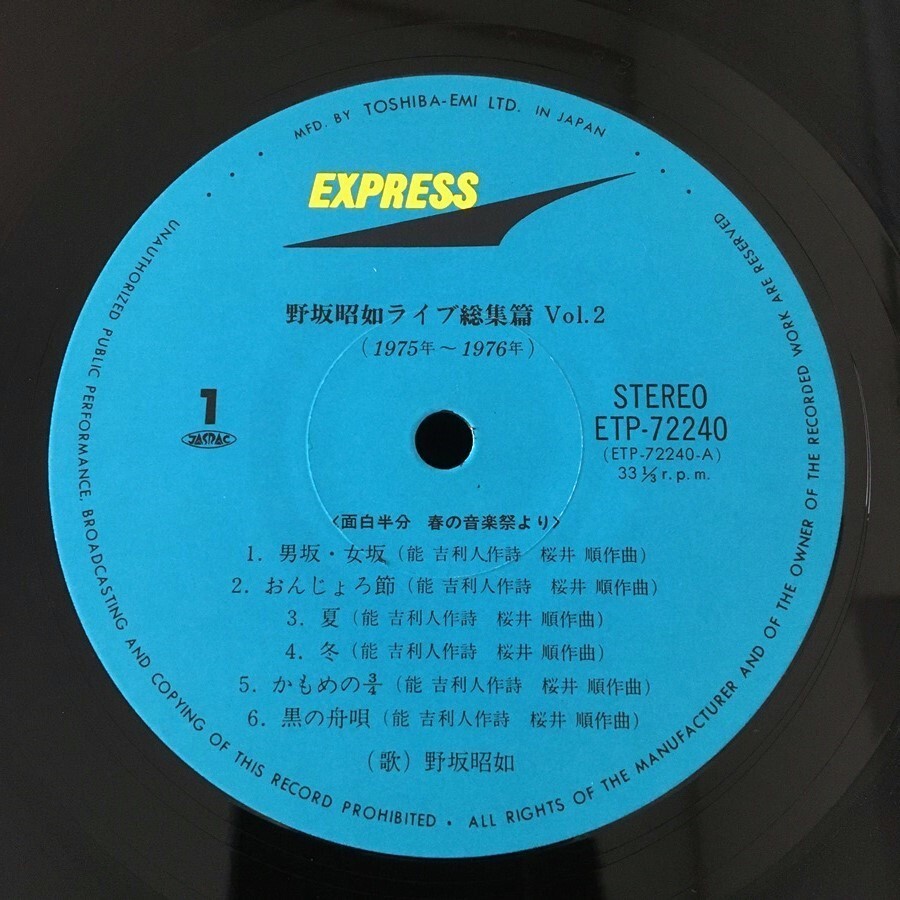 MFD. BY TOSHIBA-EMI LTD. IN JAPAN
EXPRESS
野坂昭如ライブ総集篇 Vol.2
(1975年~1976年)
1
JASRAC
STEREO
ETP-72240
(ETP-72240-A)
33 1/3 r.p.m.
<面白半分 春の音楽祭より>
1. 男坂・女坂 (能 吉利人作詩 桜井 順作曲)
2. おんじょろ節 (能 吉利人作詩 桜井 順作曲)
3. 夏 (能 吉利人作詩 桜井 順作曲)
4. 冬 (能 吉利人作詩 桜井 順作曲)
5. かもめの3/4 (能 吉利人作詩 桜井 順作曲)
6. 黒の舟唄 (能 吉利人作詩 桜井 順作曲)
(歌) 野坂昭如
UNAUTHORIZED PUBLIC PERFORMANCE, BROADCASTING AND COPYING OF THIS RECORD PROHIBITED • ALL RIGHTS OF THE MANUFACTURER AND OF THE OWNER OF THE RECORDED WORK ARE RESERVED